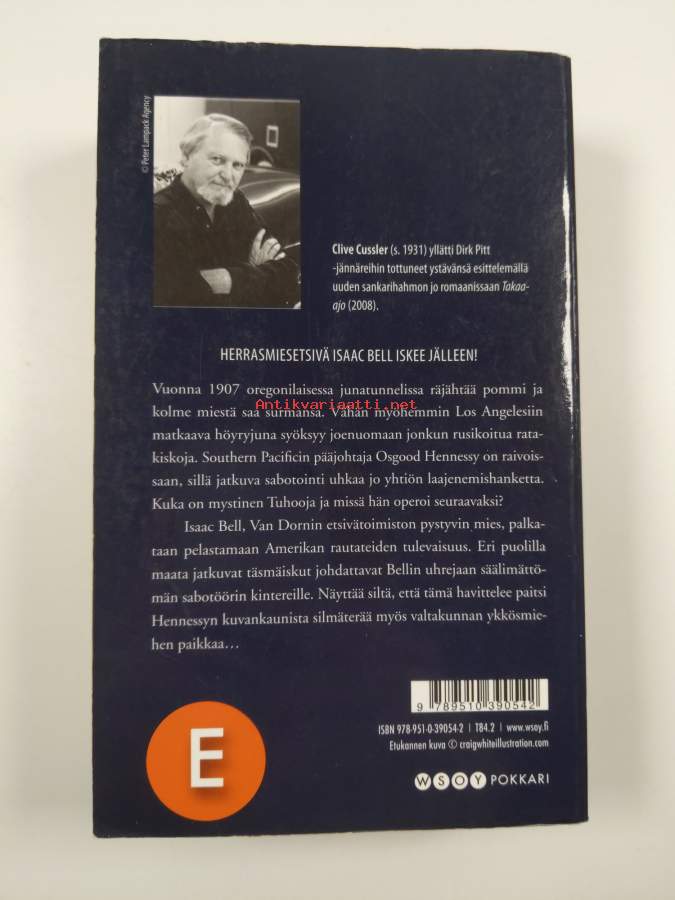 © Peter Lampack Agency
Clive Cussler (s. 1931) yllätti Dirk Pitt
-jännäreihin tottuneet ystävänsä esittelemällä
uuden sankarihahmon jo romaanissaan Takaa-
ajo (2008).
HERRASMIESETSIVÄ ISAAC BELL ISKEE JÄLLEEN!
Vuonna 1907 oregonilaisessa junatunnelissa räjähtää pommi ja
kolme miestä saa surmansa. Vähän myöhemmin Los Angelesiin
Antikvariaatti.net
matkaava höyryjuna syöksyy joenuomaan jonkun rusikoitua rata-
kiskoja. Southern Pacificin pääjohtaja Osgood Hennessy on raivois-
saan, sillä jatkuva sabotointi uhkaa jo yhtiön laajenemishanketta.
Kuka on mystinen Tuhooja ja missä hän operoi seuraavaksi?
Isaac Bell, Van Dornin etsivätoimiston pystyvin mies, palka-
taan pelastamaan Amerikan rautateiden tulevaisuus. Eri puolilla
maata jatkuvat täsmäiskut johdattavat Bellin uhrejaan säälimättö-
män sabotöörin kintereille. Näyttää siltä, että tämä havittelee paitsi
Hennessyn kuvankaunista silmäterää myös valtakunnan ykkösmie-
hen paikkaa…
9 789510 390542
ISBN 978-951-0-39054-2 | T84.2 | www.wsoy.fi
Etukannen kuva © craigwhiteillustration.com
WSOY POKKARI
E